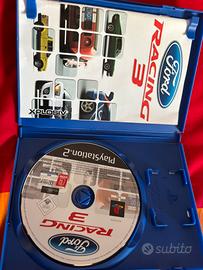 Ford
RACING
3
XPLOSIV
PlayStation.2
Ford
RACING
3
subito